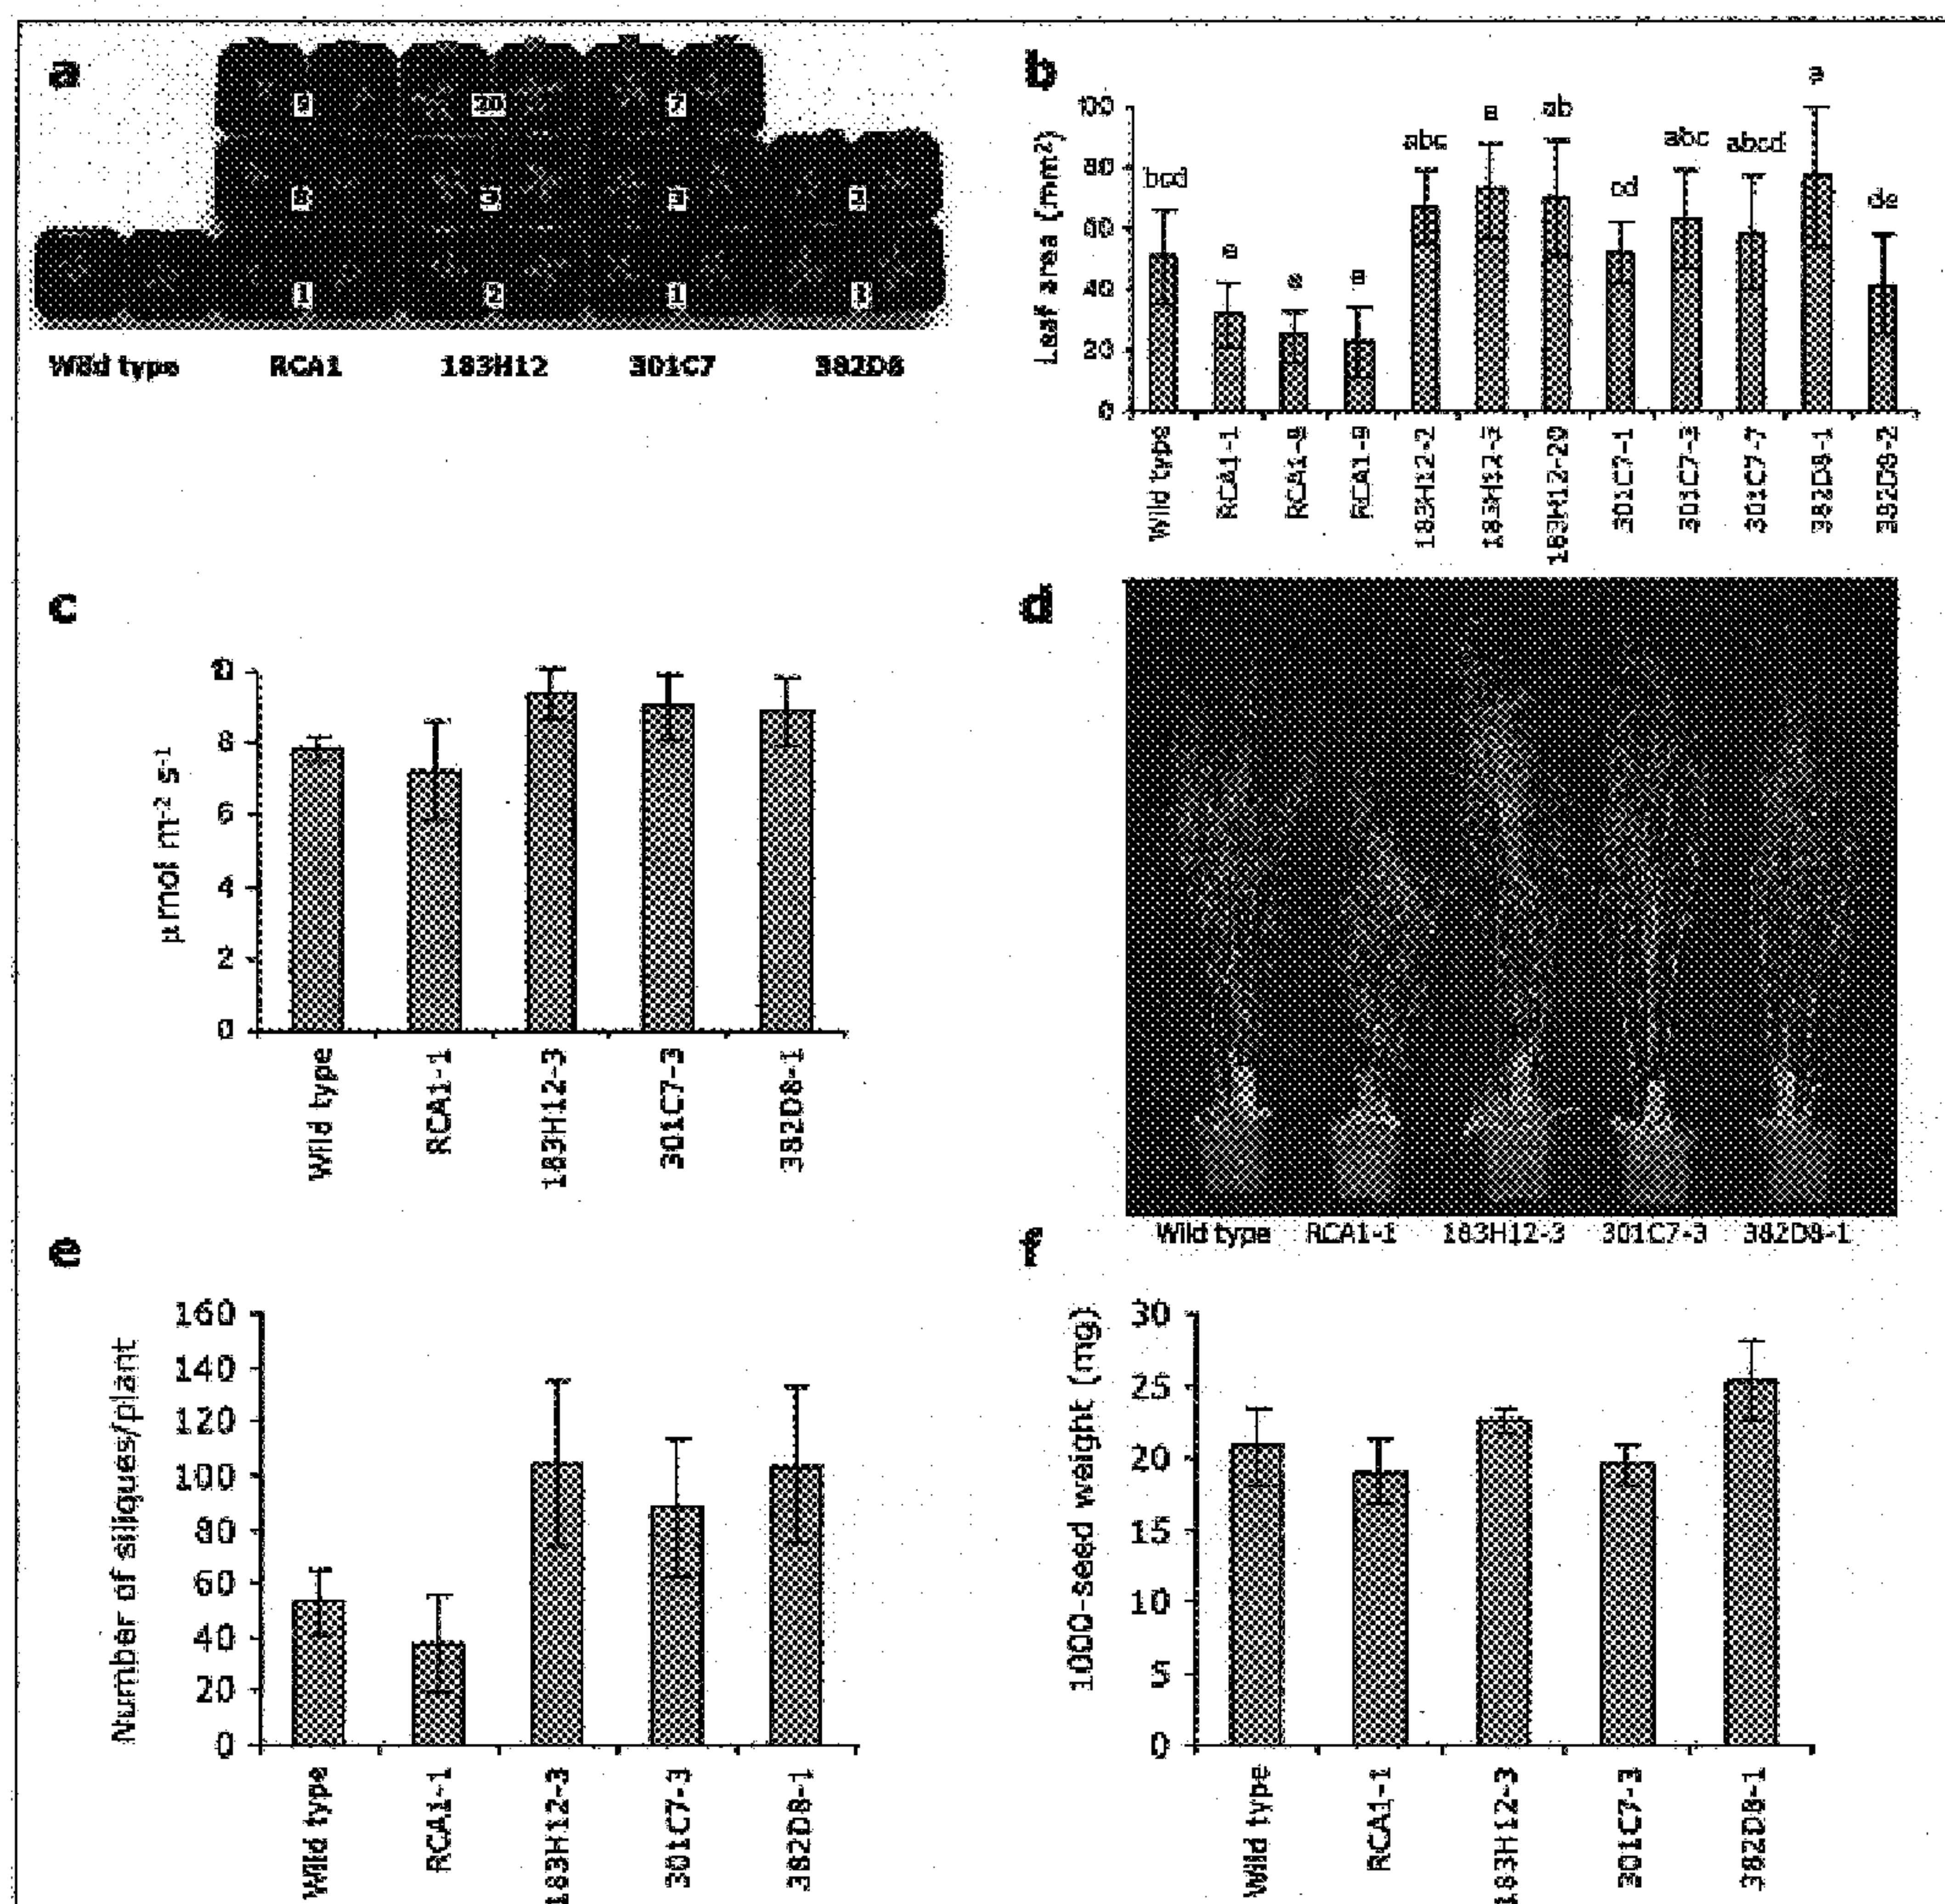 a
9 20 7
3 3
1 2 1 1
Wild type RCA1 183H12 301C7 382D8
b
Leaf area (mm²)
100
80
60
40
20
0
bcd
abc
ab
cd
abc
abcd
de
Wild type
RCA1-1
RCA1-9
183H12-2
183H12-3
183H12-20
301C7-1
301C7-3
301C7-7
382D8-1
382D8-2
c
µ mol m⁻² s⁻¹
10
8
6
4
2
0
Wild type
RCA1-1
183H12-3
301C7-3
382D8-1
d
Wild type RCA1-1 183H12-3 301C7-3 382D8-1
e
Number of siliques/plant
160
140
120
100
80
60
40
20
0
Wild type
RCA1-1
183H12-3
301C7-3
382D8-1
f
1000-seed weight (mg)
30
25
20
15
10
5
0
Wild type
RCA1-1
183H12-3
301C7-3
382D8-1